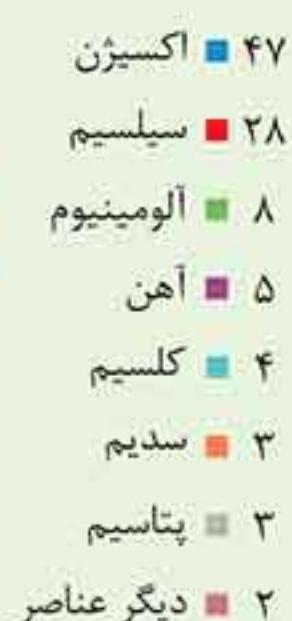 ۴۷ اکسیژن
۲۸ سیلسیم
۸ آلومینیوم
۵ آهن
۴ کلسیم
۳ سدیم
۳ پتاسیم
۲ دیگر عناصر